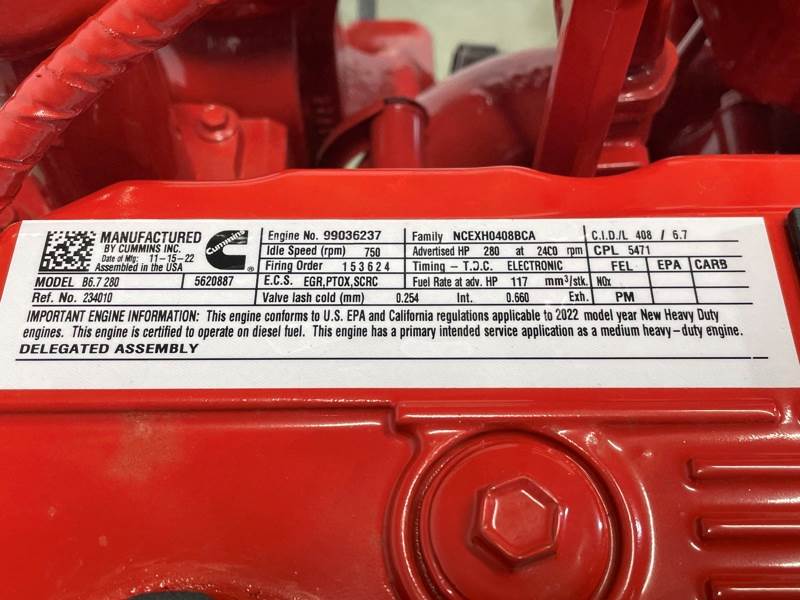 MANUFACTURED
BY CUMMINS INC.
Date of Mfg: 11-15-22
Assembled in the USA
Cummins
MODEL B6.7 280 5620887
Ref. No. 234010
Engine No. 99036237
Idle Speed (rpm) 750
Firing Order 153624
E.C.S. EGR,PTOX,SCRC
Valve lash cold (mm) 0.254 Int. 0.660 Exh.
Family NCEXH0408BCA
Advertised HP 280 at 2400 rpm
Timing - T.D.C. ELECTRONIC
Fuel Rate at adv. HP 117 mm³/stk.
C.I.D./L 408 / 6.7
CPL 5471
FEL EPA CARB
NOx
PM
IMPORTANT ENGINE INFORMATION: This engine conforms to U.S. EPA and California regulations applicable to 2022 model year New Heavy Duty
engines. This engine is certified to operate on diesel fuel. This engine has a primary intended service application as a medium heavy-duty engine.
DELEGATED ASSEMBLY